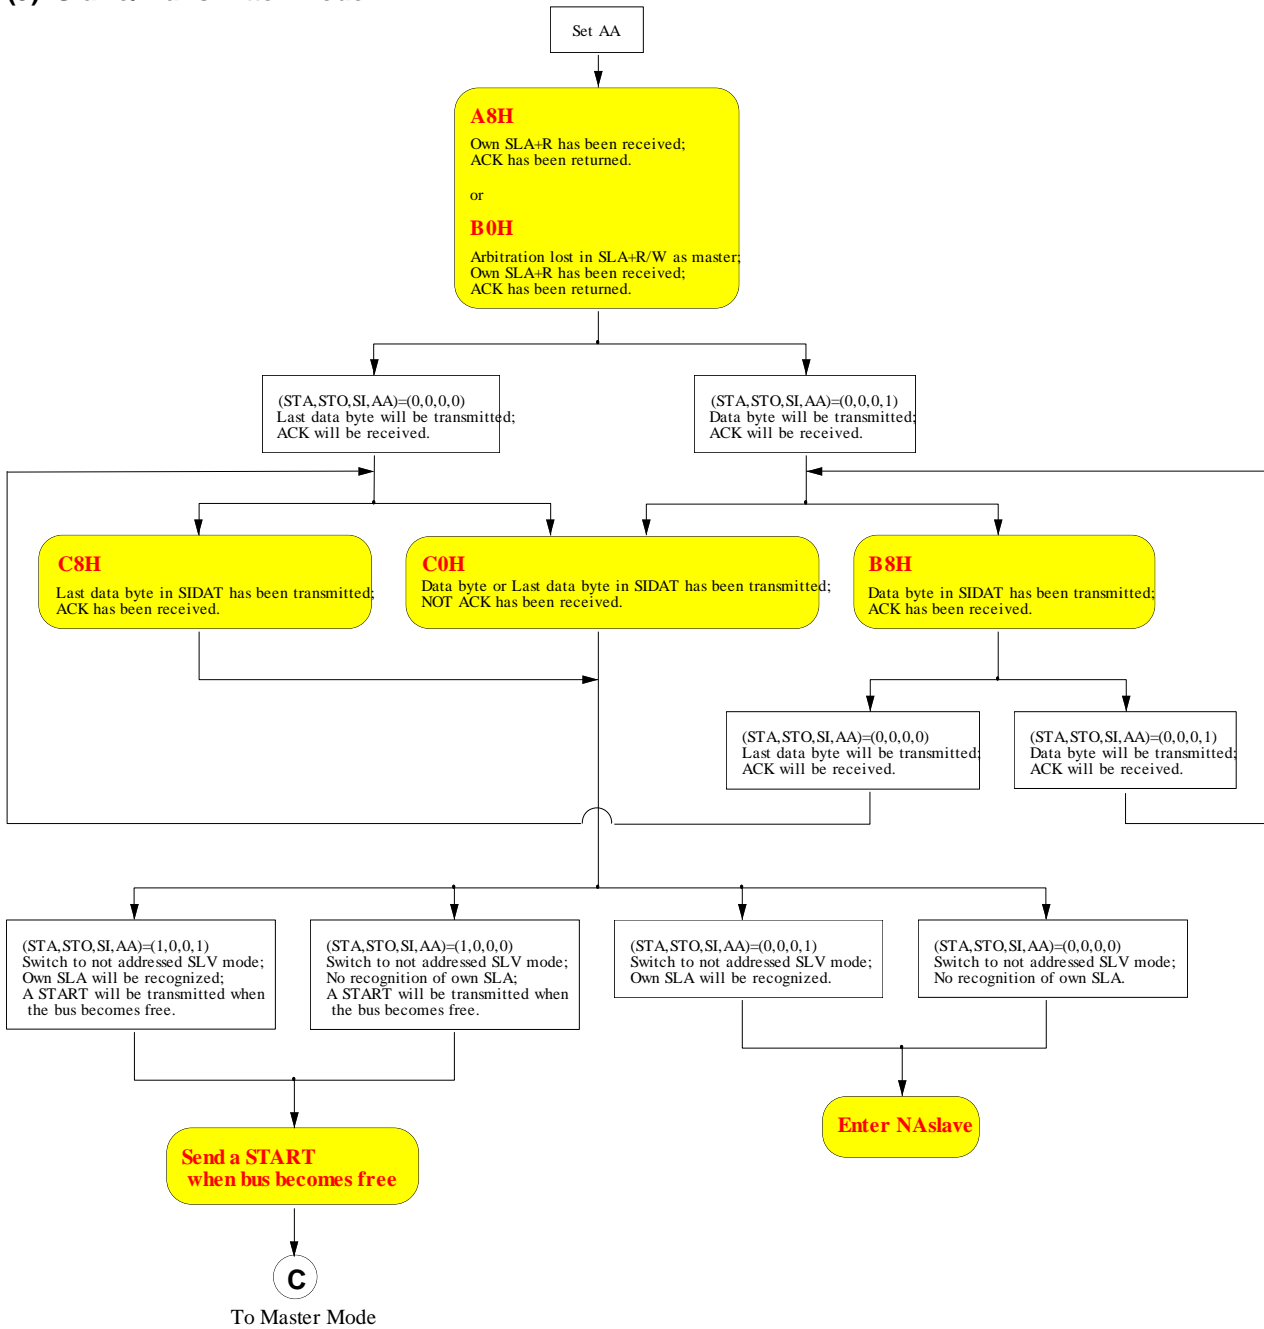 Set AA
A8H
Own SLA+R has been received;
ACK has been returned.
or
B0H
Arbitration lost in SLA+R/W as master;
Own SLA+R has been received;
ACK has been returned.
(STA,STO,SI,AA)=(0,0,0,0)
Last data byte will be transmitted;
ACK will be received.
(STA,STO,SI,AA)=(0,0,0,1)
Data byte will be transmitted;
ACK will be received.
C8H
Last data byte in SIDAT has been transmitted;
ACK has been received.
C0H
Data byte or Last data byte in SIDAT has been transmitted;
NOT ACK has been received.
B8H
Data byte in SIDAT has been transmitted;
ACK has been received.
(STA,STO,SI,AA)=(0,0,0,0)
Last data byte will be transmitted;
ACK will be received.
(STA,STO,SI,AA)=(0,0,0,1)
Data byte will be transmitted;
ACK will be received.
(STA,STO,SI,AA)=(1,0,0,1)
Switch to not addressed SLV mode;
Own SLA will be recognized;
A START will be transmitted when
the bus becomes free.
(STA,STO,SI,AA)=(1,0,0,0)
Switch to not addressed SLV mode;
No recognition of own SLA;
A START will be transmitted when
the bus becomes free.
(STA,STO,SI,AA)=(0,0,0,1)
Switch to not addressed SLV mode;
Own SLA will be recognized.
(STA,STO,SI,AA)=(0,0,0,0)
Switch to not addressed SLV mode;
No recognition of own SLA.
Enter NAslave
Send a START
when bus becomes free
C
To Master Mode